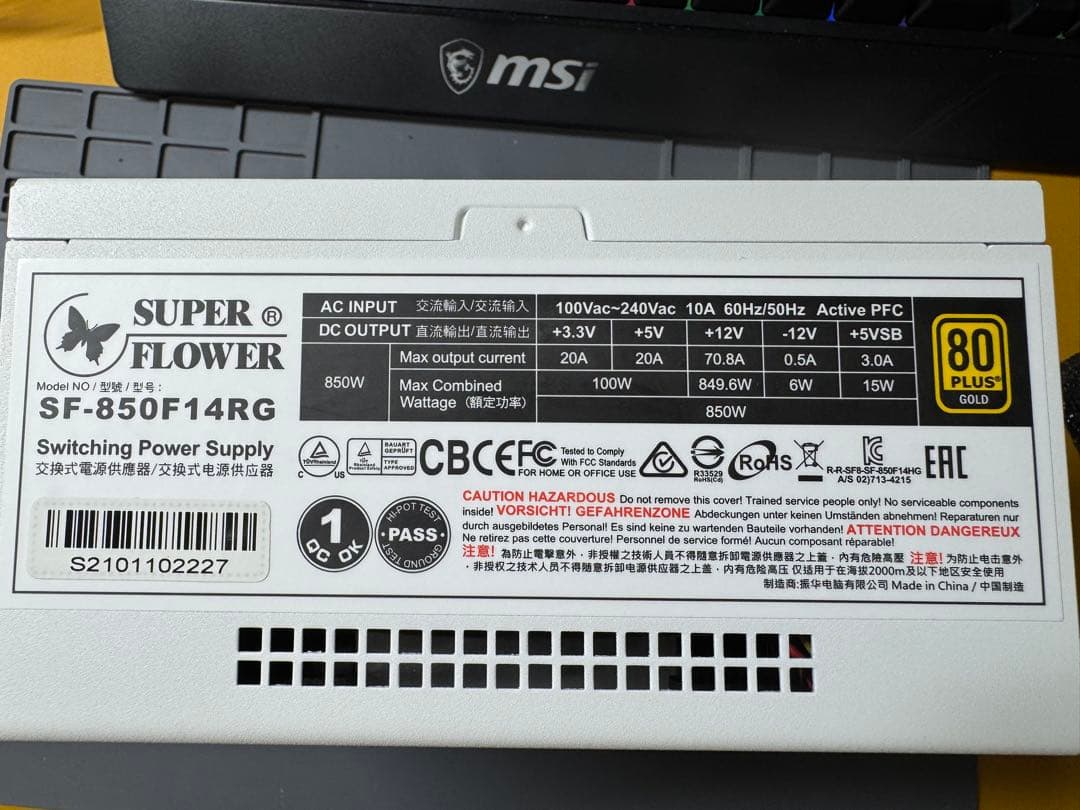 msi
SUPER ®
FLOWER
Model NO / 型號 / 型号 :
SF-850F14RG
Switching Power Supply
交換式電源供應器/交换式电源供应器
S2101102227
AC INPUT 交流輸入/交流输入 100Vac~240Vac 10A 60Hz/50Hz Active PFC
DC OUTPUT 直流輸出/直流输出 +3.3V +5V +12V -12V +5VSB
850W Max output current 20A 20A 70.8A 0.5A 3.0A
Max Combined Wattage (額定功率) 100W 849.6W 6W 15W
850W
80
PLUS®
GOLD
TÜVRheinland
C US
TÜV Rheinland
Product Safety
BAUART
GEPRÜFT
TYPE
APPROVED
CB CE FC Tested to Comply
With FCC Standards
FOR HOME OR OFFICE USE
R33529
RoHS(Cd)
RoHS
R-R-SF8-SF-850F14HG
A/S 02)713-4215
EAC
1
QC OK
HI-POT TEST
PASS
GROUND TEST
CAUTION HAZARDOUS Do not remove this cover! Trained service people only! No serviceable components
inside! VORSICHT! GEFAHRENZONE Abdeckungen unter keinen Umständen abnehmen! Reparaturen nur
durch ausgebildetes Personal! Es sind keine zu wartenden Bauteile vorhanden! ATTENTION DANGEREUX
Ne retirez pas cette couverture! Personnel de service formé! Aucun composant réparable!
注意! 為防止電擊意外，非授權之技術人員不得隨意拆卸電源供應器之上蓋，內有危險高壓 注意! 为防止电击意外
，非授权之技术人员不得随意拆卸电源供应器之上盖，内有危险高压 仅适用于在海拔2000m及以下地区安全使用
制造商:振华电脑有限公司 Made in China / 中国制造